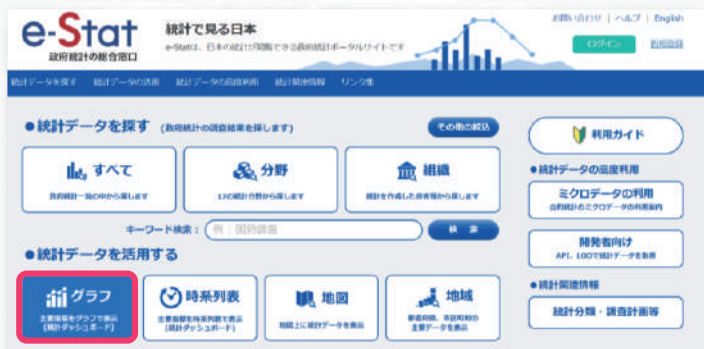 e-Stat
政府統計の総合窓口
統計で見る日本
e-Statは、日本の統計が閲覧できる政府統計ポータルサイトです
お問い合わせ | ヘルプ | English
ログイン 新規登録
統計データを探す 統計データの活用 統計データの高度利用 統計関連情報 リンク集
●統計データを探す (政府統計の調査結果を探します)
その他の絞込
すべて
政府統計一覧の中から探します
分野
17の統計分野から探します
組織
統計を作成した府省等から探します
キーワード検索:
例:国勢調査
検索
●統計データを活用する
グラフ
主要指標をグラフで表示
(統計ダッシュボード)
時系列表
主要指標を時系列表で表示
(統計ダッシュボード)
地図
地図上に統計データを表示
地域
都道府県、市区町村の
主要データを表示
利用ガイド
●統計データの高度利用
ミクロデータの利用
公的統計のミクロデータの利用案内
開発者向け
API、LODで統計データを取得
●統計関連情報
統計分類・調査計画等